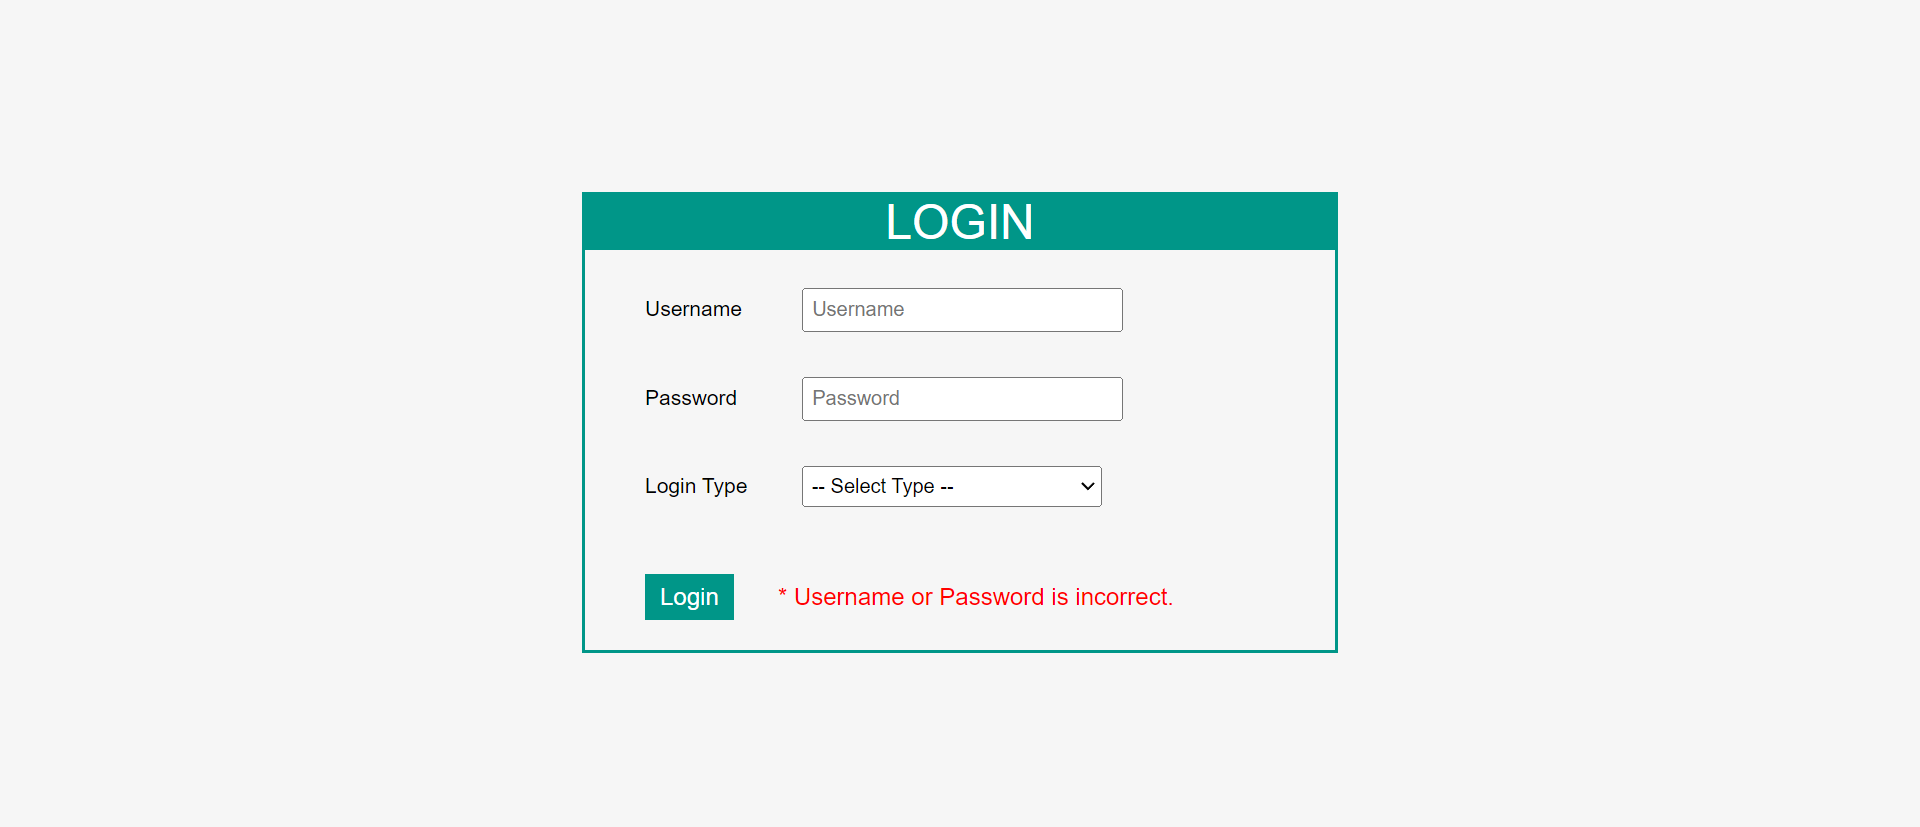 LOGIN
Username Username
Password Password
Login Type -- Select Type --
Login * Username or Password is incorrect.